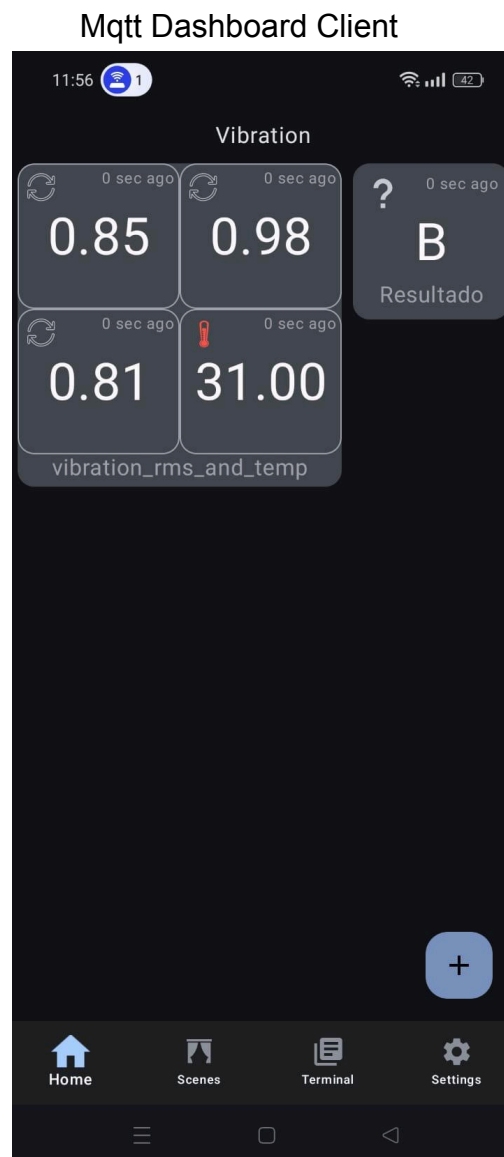 Mqtt Dashboard Client
11:56 1 42
Vibration
0 sec ago 0 sec ago ? 0 sec ago
0.85 0.98 B
Resultado
0 sec ago 0 sec ago
0.81 31.00
vibration_rms_and_temp
+
Home Scenes Terminal Settings